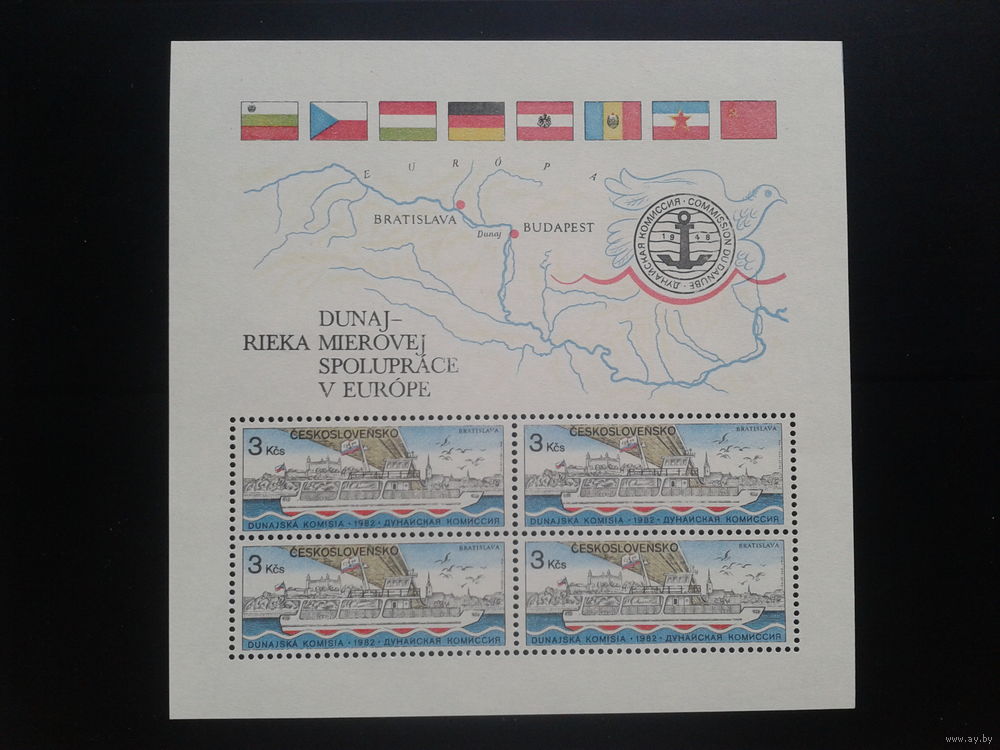 EURÓPA
BRATISLAVA
Dunaj
BUDAPEST
ДУНАЙСКАЯ КОМИССИЯ · COMMISSION DU DANUBE ·
1948
DUNAJ–
RIEKA MIEROVEJ
SPOLUPRÁCE
V EURÓPE
3 Kčs ČESKOSLOVENSKO BRATISLAVA
DUNAJSKÁ KOMISIA · 1982 · ДУНАЙСКАЯ КОМИССИЯ
3 Kčs ČESKOSLOVENSKO BRATISLAVA
DUNAJSKÁ KOMISIA · 1982 · ДУНАЙСКАЯ КОМИССИЯ
3 Kčs ČESKOSLOVENSKO BRATISLAVA
DUNAJSKÁ KOMISIA · 1982 · ДУНАЙСКАЯ КОМИССИЯ
3 Kčs ČESKOSLOVENSKO BRATISLAVA
DUNAJSKÁ KOMISIA · 1982 · ДУНАЙСКАЯ КОМИССИЯ
www.ay.by